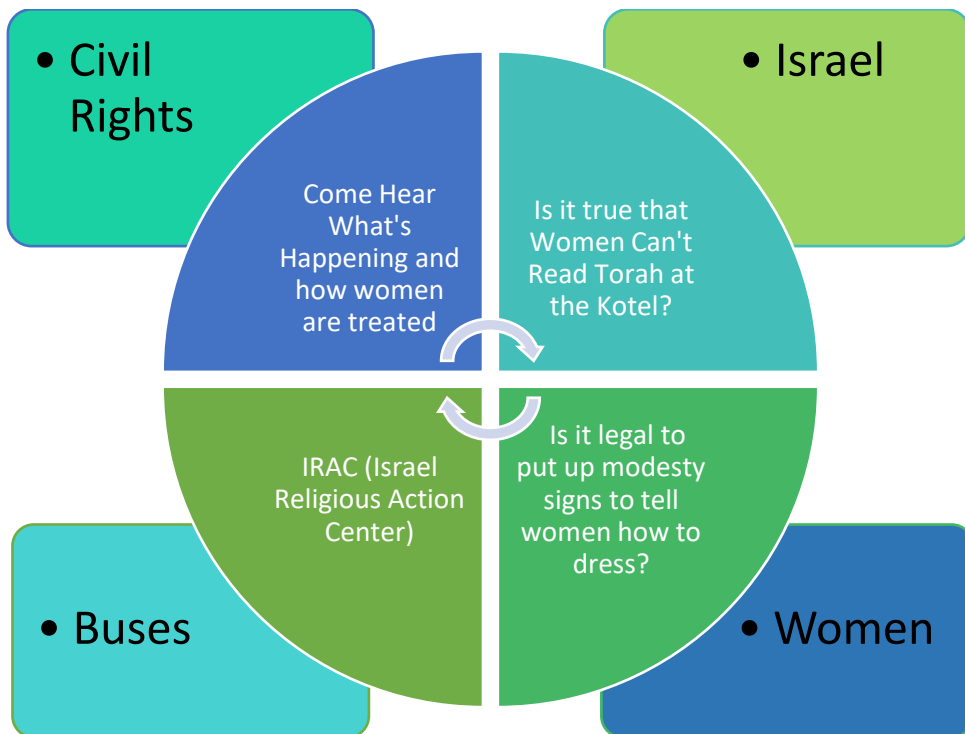 • Civil
Rights
• Israel
Come Hear
What's
Happening and
how women
are treated
Is it true that
Women Can't
Read Torah at
the Kotel?
IRAC (Israel
Religious Action
Center)
Is it legal to
put up modesty
signs to tell
women how to
dress?
• Buses
• Women